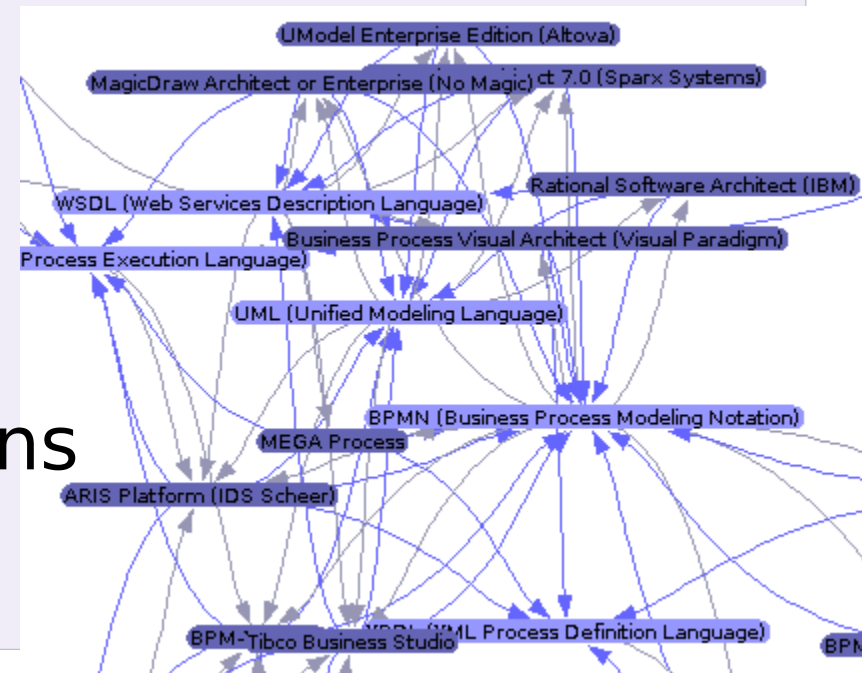 UModel Enterprise Edition (Altova)
MagicDraw Architect or Enterprise (No Magic)
ct 7.0 (Sparx Systems)
Rational Software Architect (IBM)
WSDL (Web Services Description Language)
Business Process Visual Architect (Visual Paradigm)
Process Execution Language)
UML (Unified Modeling Language)
BPMN (Business Process Modeling Notation)
MEGA Process
ns
ARIS Platform (IDS Scheer)
BPM-
Tibco Business Studio
Process Definition Language)
BPM